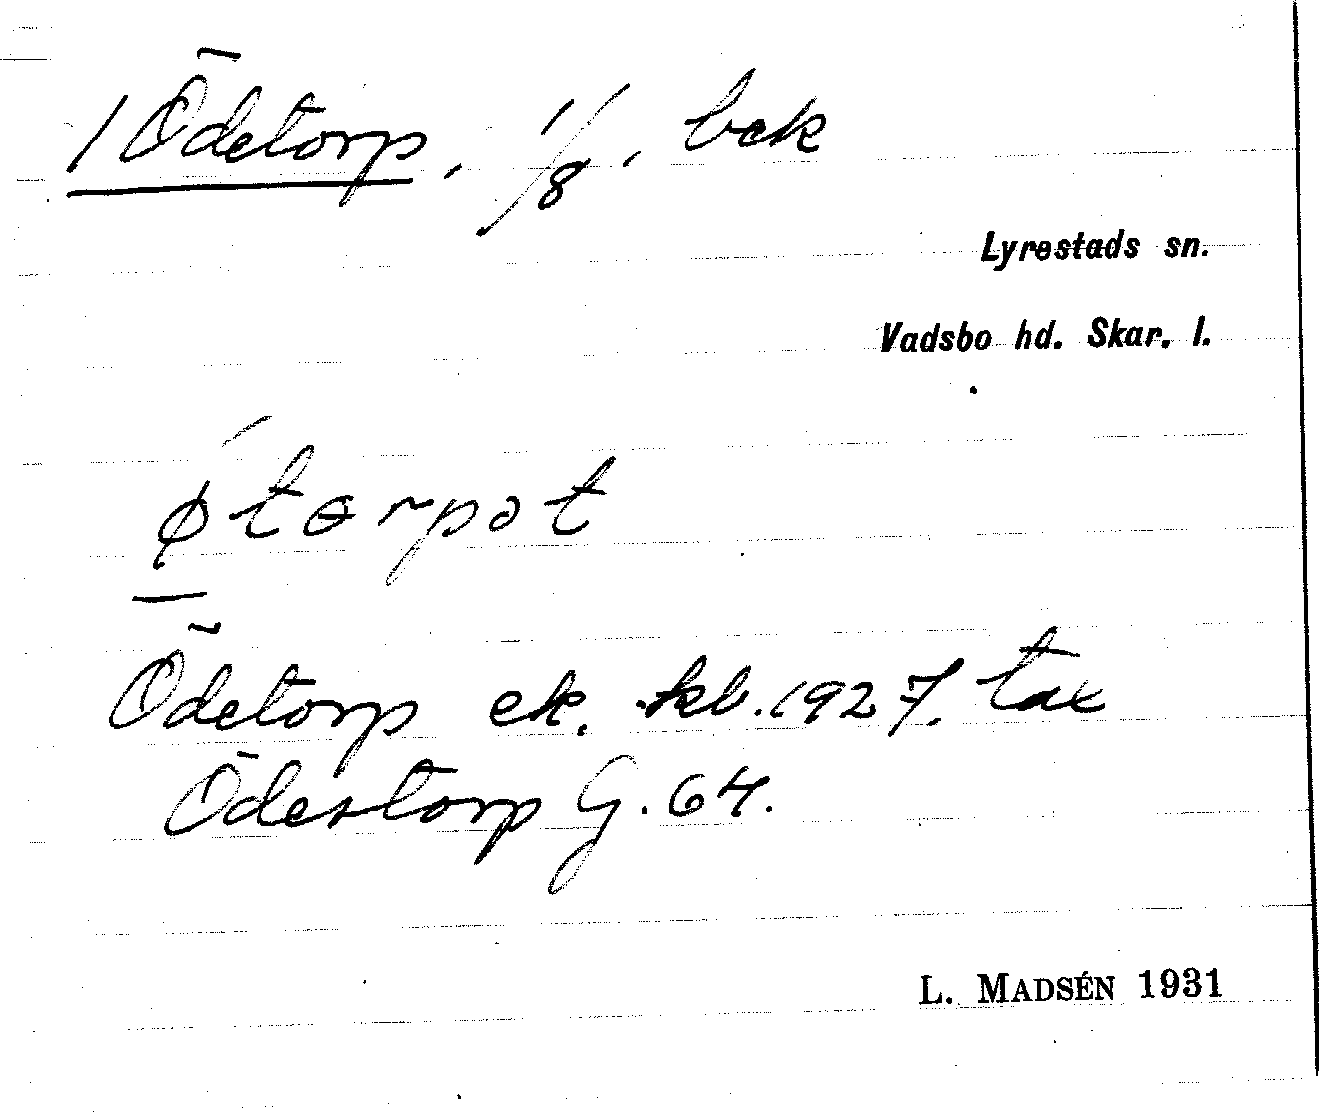 1 Ödetorp, 1/8, bek
Lyrestads sn.
Vadsbo hd. Skar. l.
ǿtɵrpət
Ödetorp ek. kb. 1927. tax
Ödestorp G. 64.
L. MADSÉN 1931